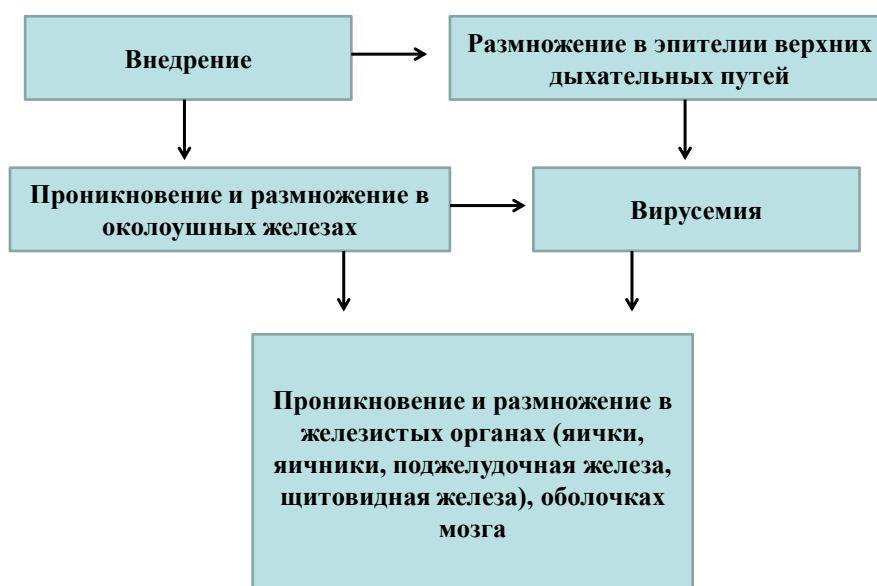 Внедрение
Размножение в эпителии верхних
дыхательных путей
Проникновение и размножение в
околоушных железах
Вирусемия
Проникновение и размножение в
железистых органах (яички,
яичники, поджелудочная железа,
щитовидная железа), оболочках
мозга